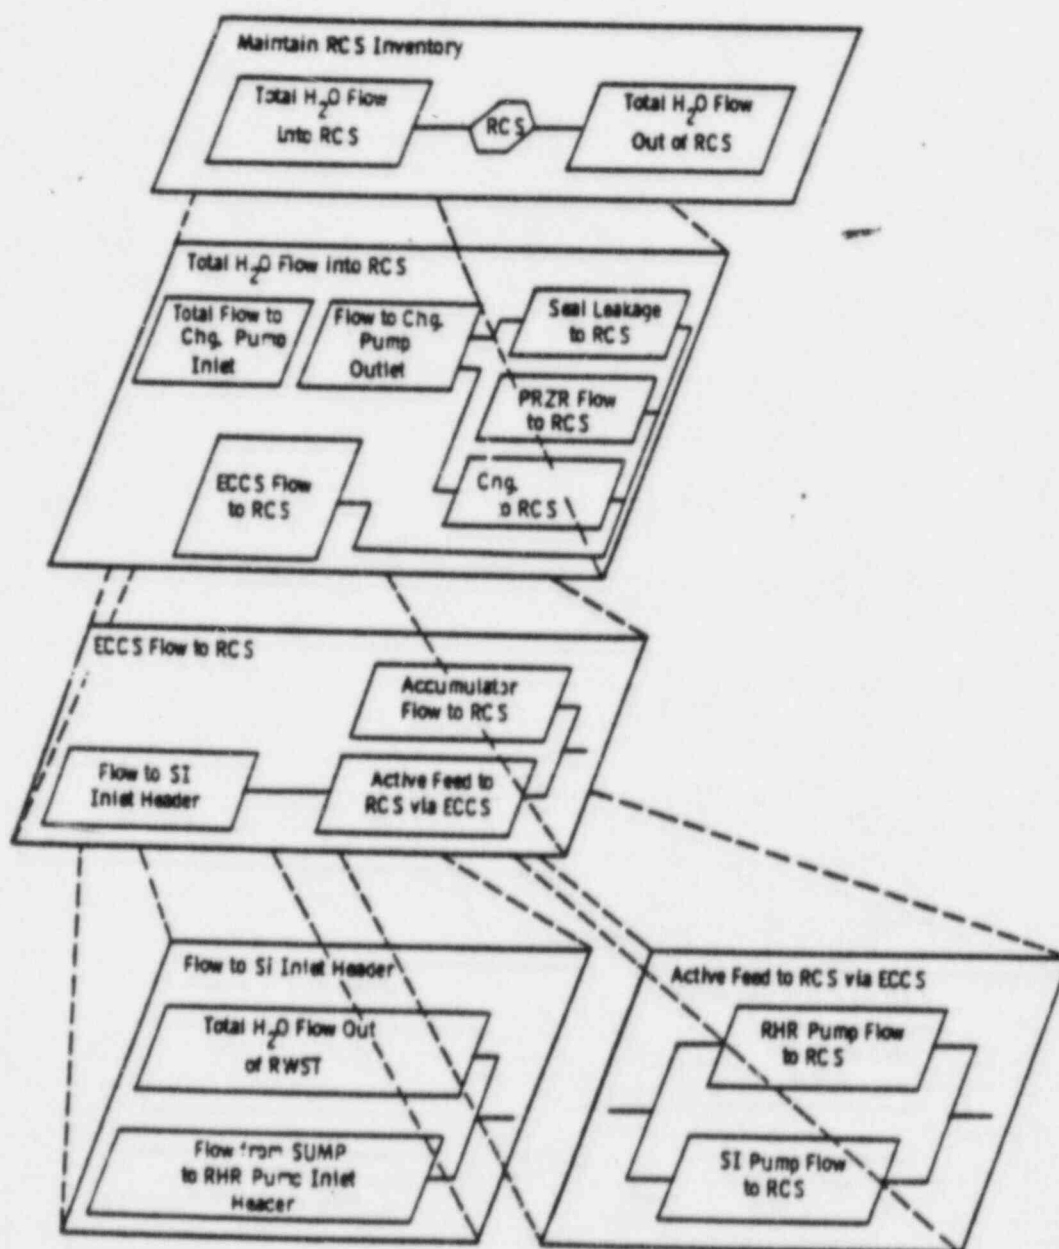 Maintain RCS Inventory
Total H2O Flow
into RCS
RCS
Total H2O Flow
Out of RCS
Total H2O Flow into RCS
Total Flow to
Chg. Pump
Inlet
Flow to Chg.
Pump
Outlet
Seal Leakage
to RCS
PRZR Flow
to RCS
Cng.
to RCS
ECCS Flow
to RCS
ECCS Flow to RCS
Accumulator
Flow to RCS
Flow to SI
Inlet Header
Active Feed to
RCS via ECCS
Flow to Si Inlet Header
Total H2O Flow Out
of RWST
Flow from SUMP
to RHR Pump Inlet
Header
Active Feed to RCS via ECCS
RHR Pump Flow
to RCS
SI Pump Flow
to RCS